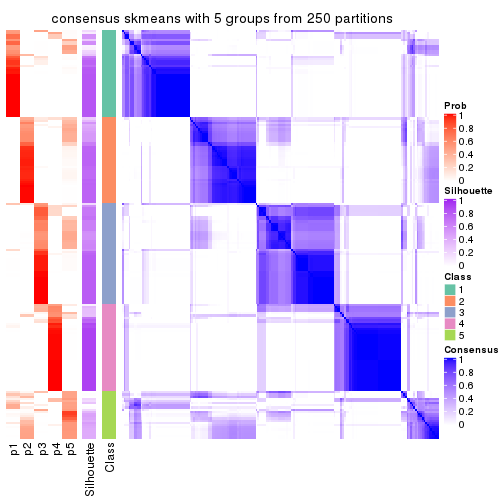 consensus skmeans with 5 groups from 250 partitions
Prob
1
0.8
0.6
0.4
0.2
0
Silhouette
1
0.8
0.6
0.4
0.2
0
Class
1
2
3
4
5
Consensus
1
0.8
0.6
0.4
0.2
0
p1
p2
p3
p4
p5
Silhouette
Class